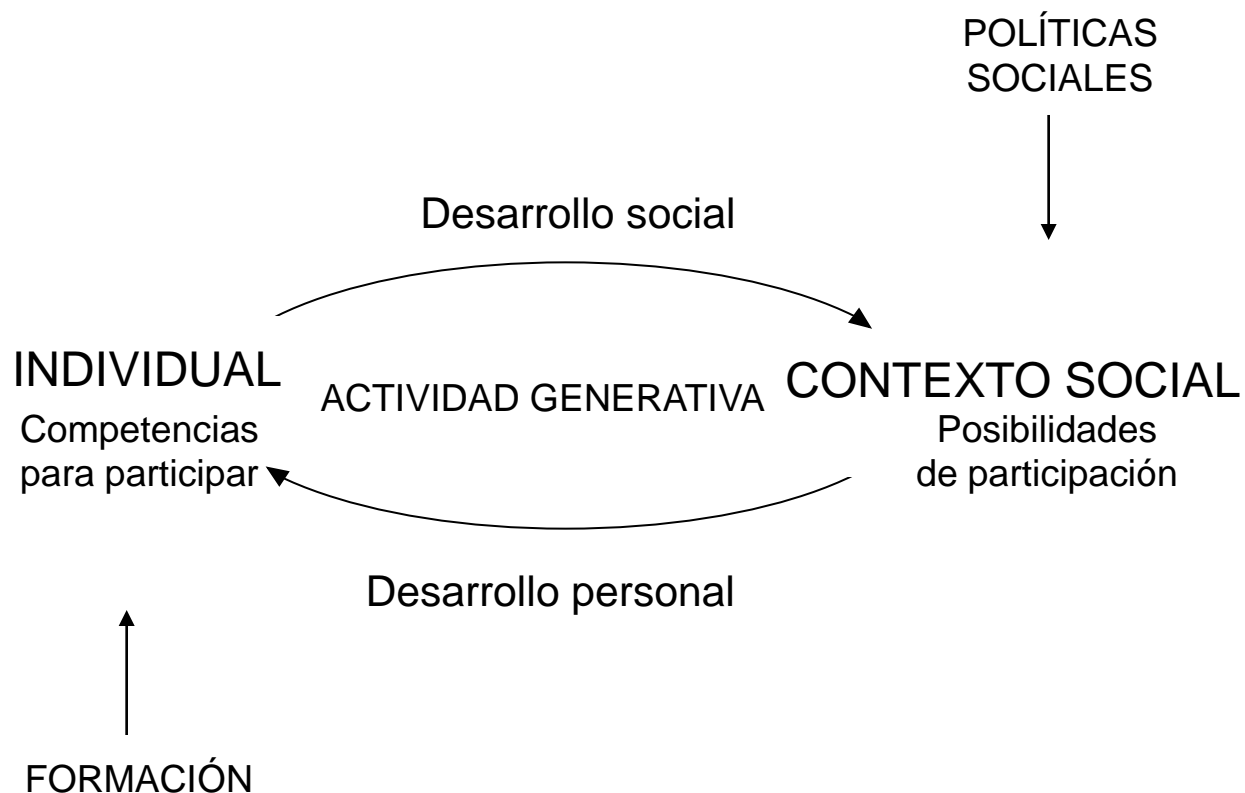 POLÍTICAS
SOCIALES
Desarrollo social
INDIVIDUAL
Competencias
para participar
ACTIVIDAD GENERATIVA
CONTEXTO SOCIAL
Posibilidades
de participación
Desarrollo personal
FORMACIÓN